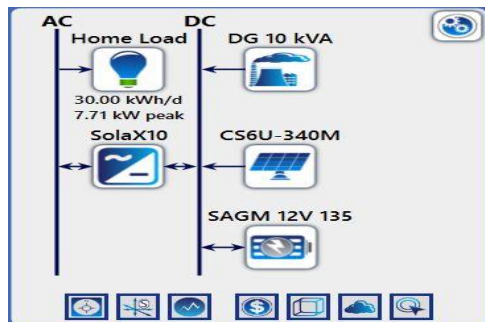 AC DC
Home Load DG 10 kVA
30.00 kWh/d
7.71 kW peak
SolaX10 CS6U-340M
SAGM 12V 135